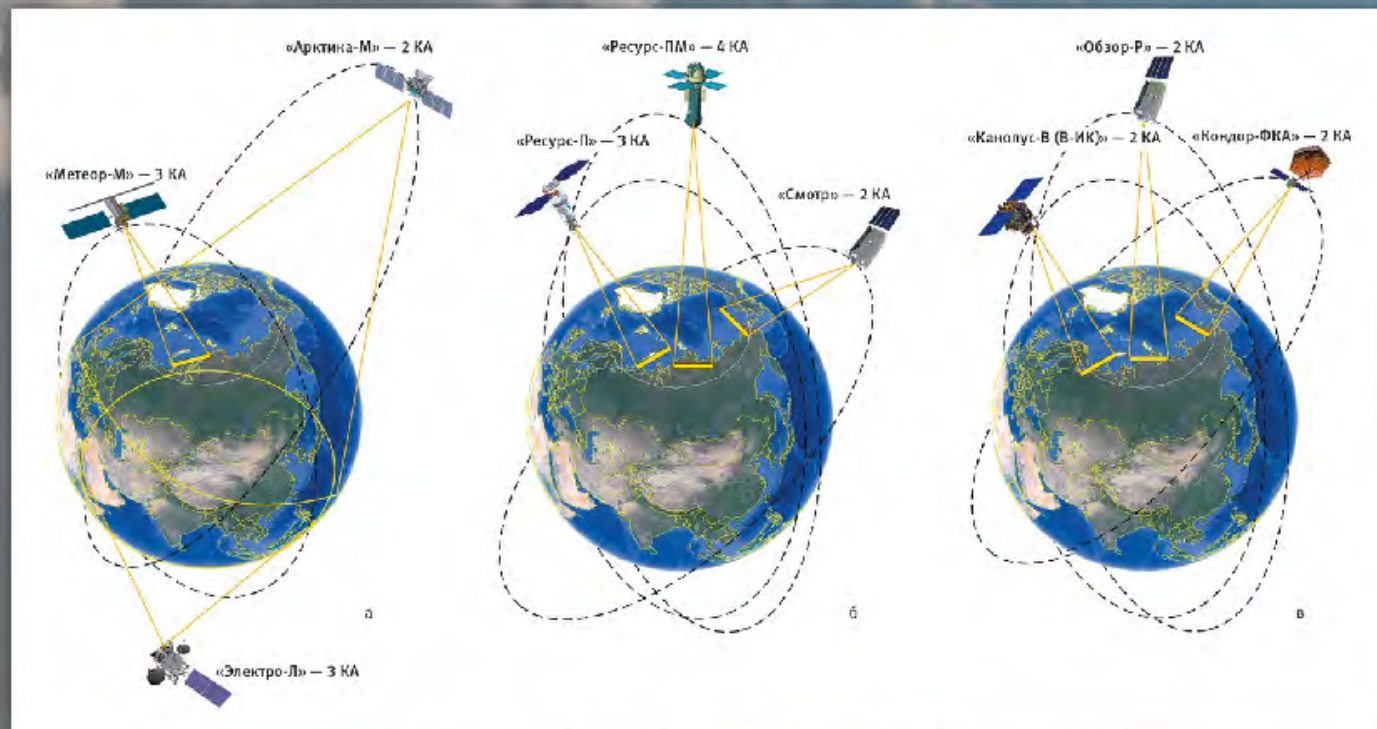 «Арктика-М» — 2 КА
«Метеор-М» — 3 КА
«Электро-Л» — 3 КА
а
«Ресурс-ПМ» — 4 КА
«Ресурс-П» — 3 КА
«Смотр» — 2 КА
б
«Обзор-Р» — 2 КА
«Канопус-В (В-ИК)» — 2 КА
«Кондор-ФКА» — 2 КА
в